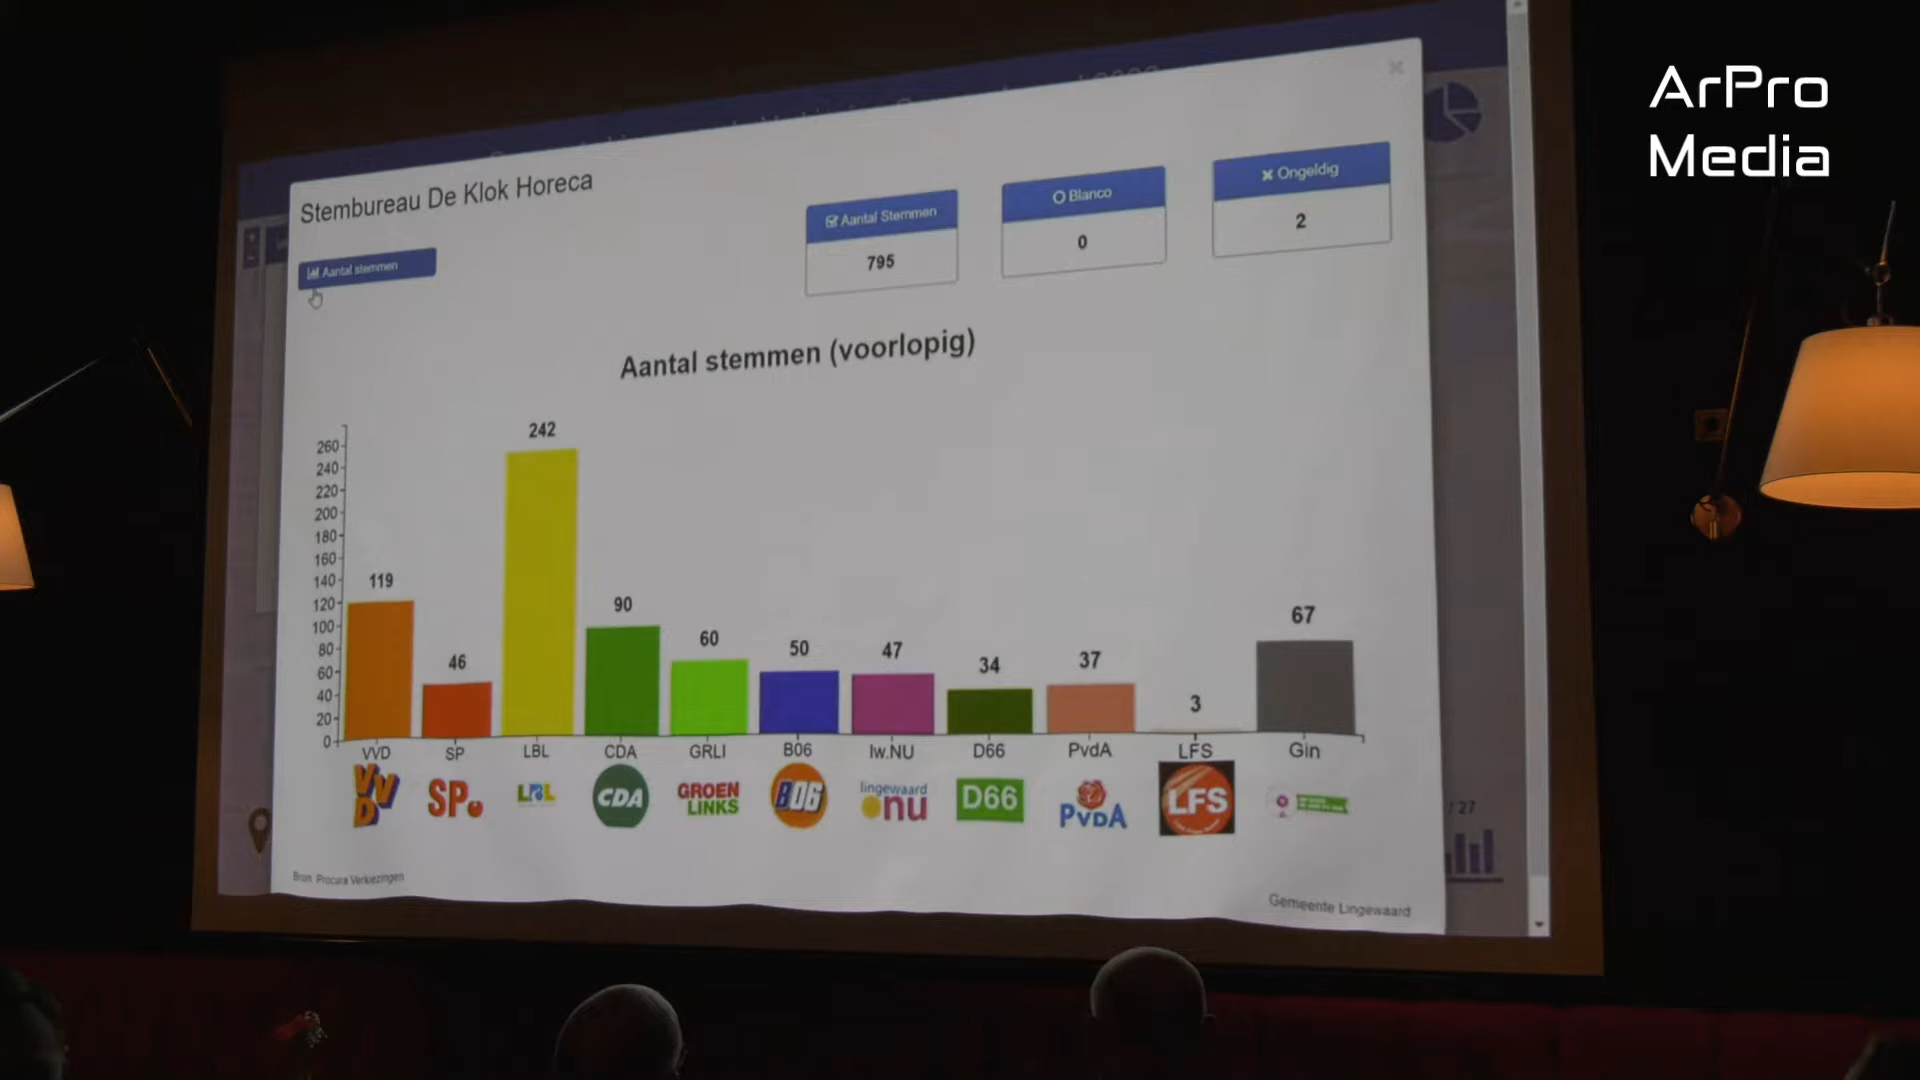 ArPro
Media
Stembureau De Klok Horeca
Aantal Stemmen
795
Blanco
0
Ongeldig
2
Aantal stemmen
Aantal stemmen (voorlopig)
260
240
220
200
180
160
140
120
100
80
60
40
20
0
119
46
242
90
60
50
47
34
37
3
67
VVD
SP
LBL
CDA
GRLI
B06
lw.NU
D66
PvdA
LFS
Gin
VVD
SP.
LBL
CDA
GROEN
LINKS
B06
lingewaard
nu
D66
PvdA
LFS
/ 27
Bron: Procura Verkiezingen
Gemeente Lingewaard